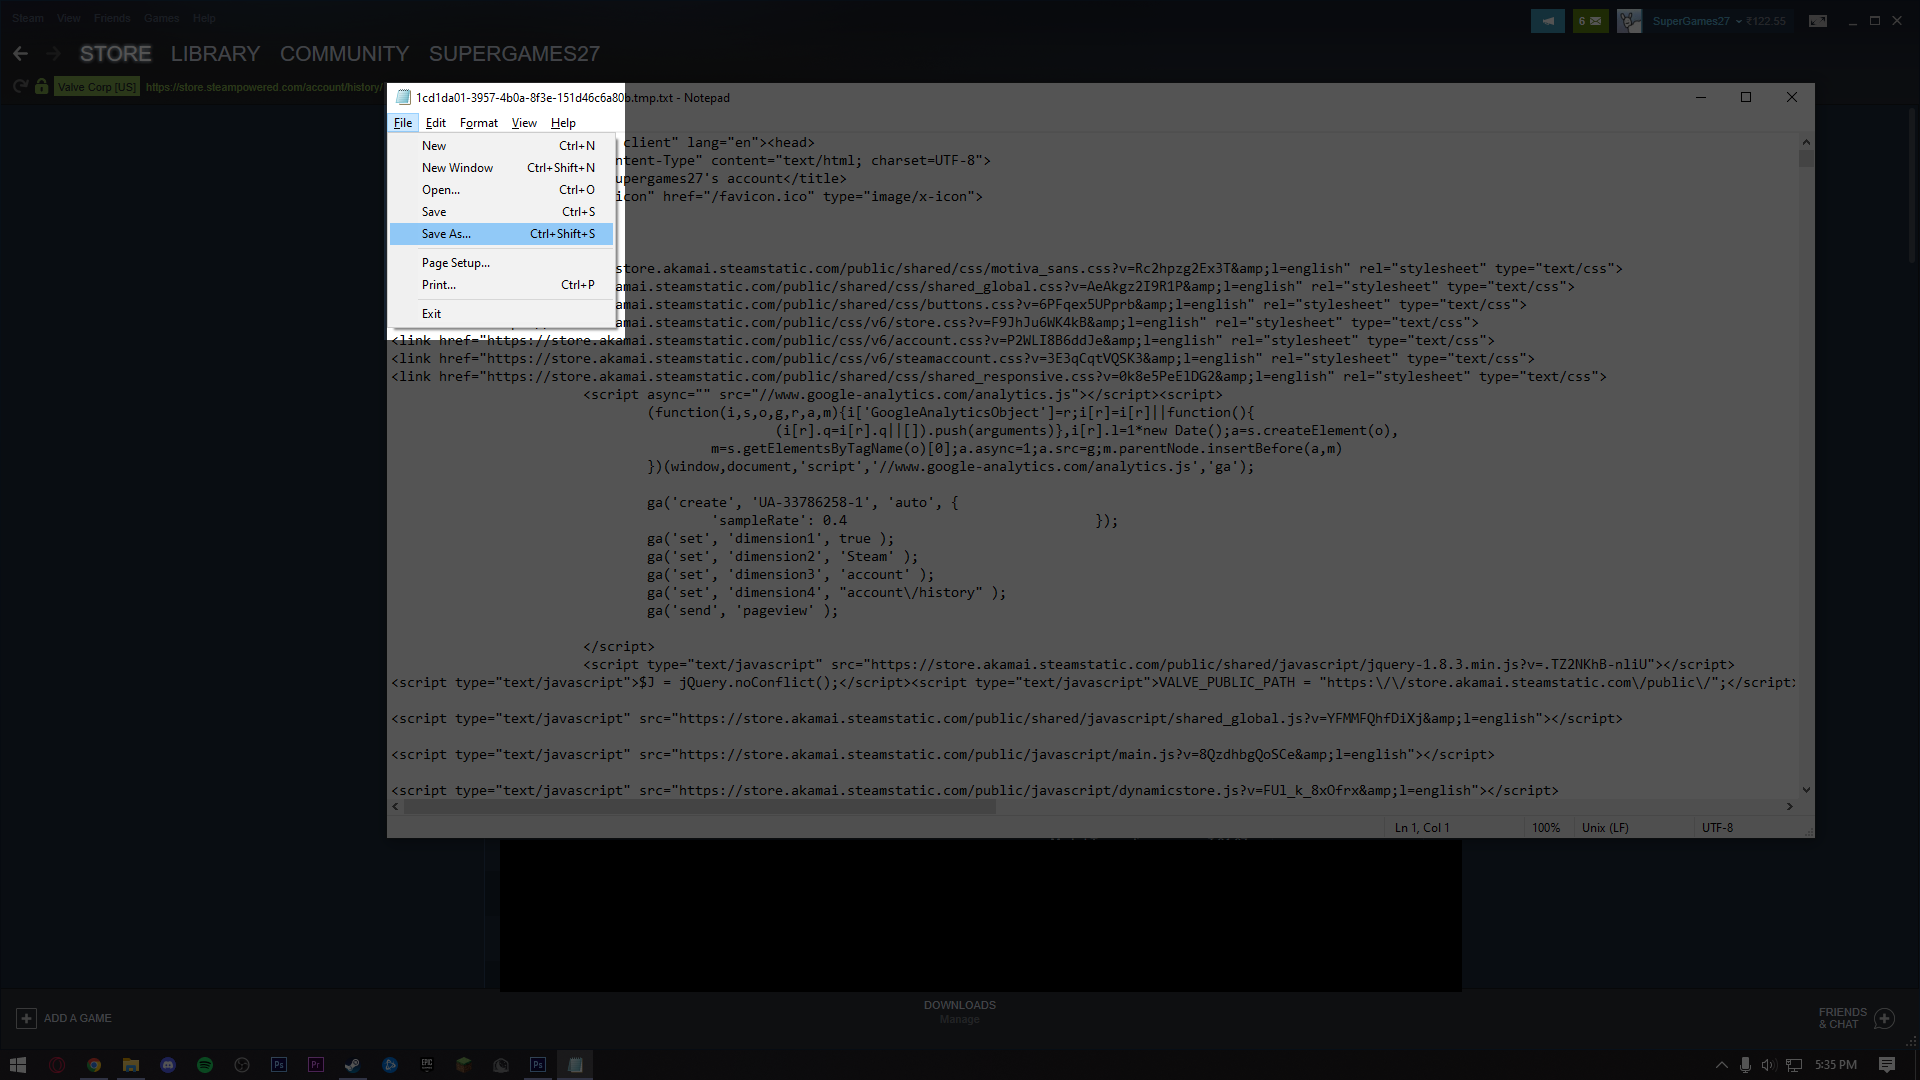 Steam View Friends Games Help
6
SuperGames27 ₹122.55
STORE LIBRARY COMMUNITY SUPERGAMES27
Valve Corp [US] https://store.steampowered.com/account/history/
1cd1da01-3957-4b0a-8f3e-151d46c6a80b.tmp.txt - Notepad
File Edit Format View Help
New Ctrl+N
New Window Ctrl+Shift+N
Open... Ctrl+O
Save Ctrl+S
Save As... Ctrl+Shift+S
Page Setup... 
Print... Ctrl+P
Exit
client" lang="en"><head>
ntent-Type" content="text/html; charset=UTF-8">
upergames27's account</title>
icon" href="/favicon.ico" type="image/x-icon">
store.akamai.steamstatic.com/public/shared/css/motiva_sans.css?v=Rc2hpzg2Ex3T&amp;l=english" rel="stylesheet" type="text/css">
amai.steamstatic.com/public/shared/css/shared_global.css?v=AeAkgz2I9R1P&amp;l=english" rel="stylesheet" type="text/css">
amai.steamstatic.com/public/shared/css/buttons.css?v=6PFqex5UPprb&amp;l=english" rel="stylesheet" type="text/css">
amai.steamstatic.com/public/css/v6/store.css?v=F9JhJu6WK4kB&amp;l=english" rel="stylesheet" type="text/css">
<link href="https://store.akamai.steamstatic.com/public/css/v6/account.css?v=P2WLI8B6ddJe&amp;l=english" rel="stylesheet" type="text/css">
<link href="https://store.akamai.steamstatic.com/public/css/v6/steamaccount.css?v=3E3qCqtVQSK3&amp;l=english" rel="stylesheet" type="text/css">
<link href="https://store.akamai.steamstatic.com/public/shared/css/shared_responsive.css?v=0k8e5PeElDG2&amp;l=english" rel="stylesheet" type="text/css">
<script async="" src="//www.google-analytics.com/analytics.js"></script><script>
(function(i,s,o,g,r,a,m){i['GoogleAnalyticsObject']=r;i[r]=i[r]||function(){
(i[r].q=i[r].q||[]).push(arguments)},i[r].l=1*new Date();a=s.createElement(o),
m=s.getElementsByTagName(o)[0];a.async=1;a.src=g;m.parentNode.insertBefore(a,m)
})(window,document,'script','//www.google-analytics.com/analytics.js','ga');
ga('create', 'UA-33786258-1', 'auto', {
'sampleRate': 0.4 });
ga('set', 'dimension1', true );
ga('set', 'dimension2', 'Steam' );
ga('set', 'dimension3', 'account' );
ga('set', 'dimension4', "account\/history" );
ga('send', 'pageview' );
</script>
<script type="text/javascript" src="https://store.akamai.steamstatic.com/public/shared/javascript/jquery-1.8.3.min.js?v=.TZ2NKhB-nliU"></script>
<script type="text/javascript">$J = jQuery.noConflict();</script><script type="text/javascript">VALVE_PUBLIC_PATH = "https:\/\/store.akamai.steamstatic.com\/public\/";</script>
<script type="text/javascript" src="https://store.akamai.steamstatic.com/public/shared/javascript/shared_global.js?v=YFMMFQhfDiXj&amp;l=english"></script>
<script type="text/javascript" src="https://store.akamai.steamstatic.com/public/javascript/main.js?v=8QzdhbgQoSCe&amp;l=english"></script>
<script type="text/javascript" src="https://store.akamai.steamstatic.com/public/javascript/dynamicstore.js?v=FUl_k_8xOfrx&amp;l=english"></script>
Ln 1, Col 1 100% Unix (LF) UTF-8
ADD A GAME
DOWNLOADS
Manage
FRIENDS
& CHAT
Ps Pr EPIC Ps
5:35 PM